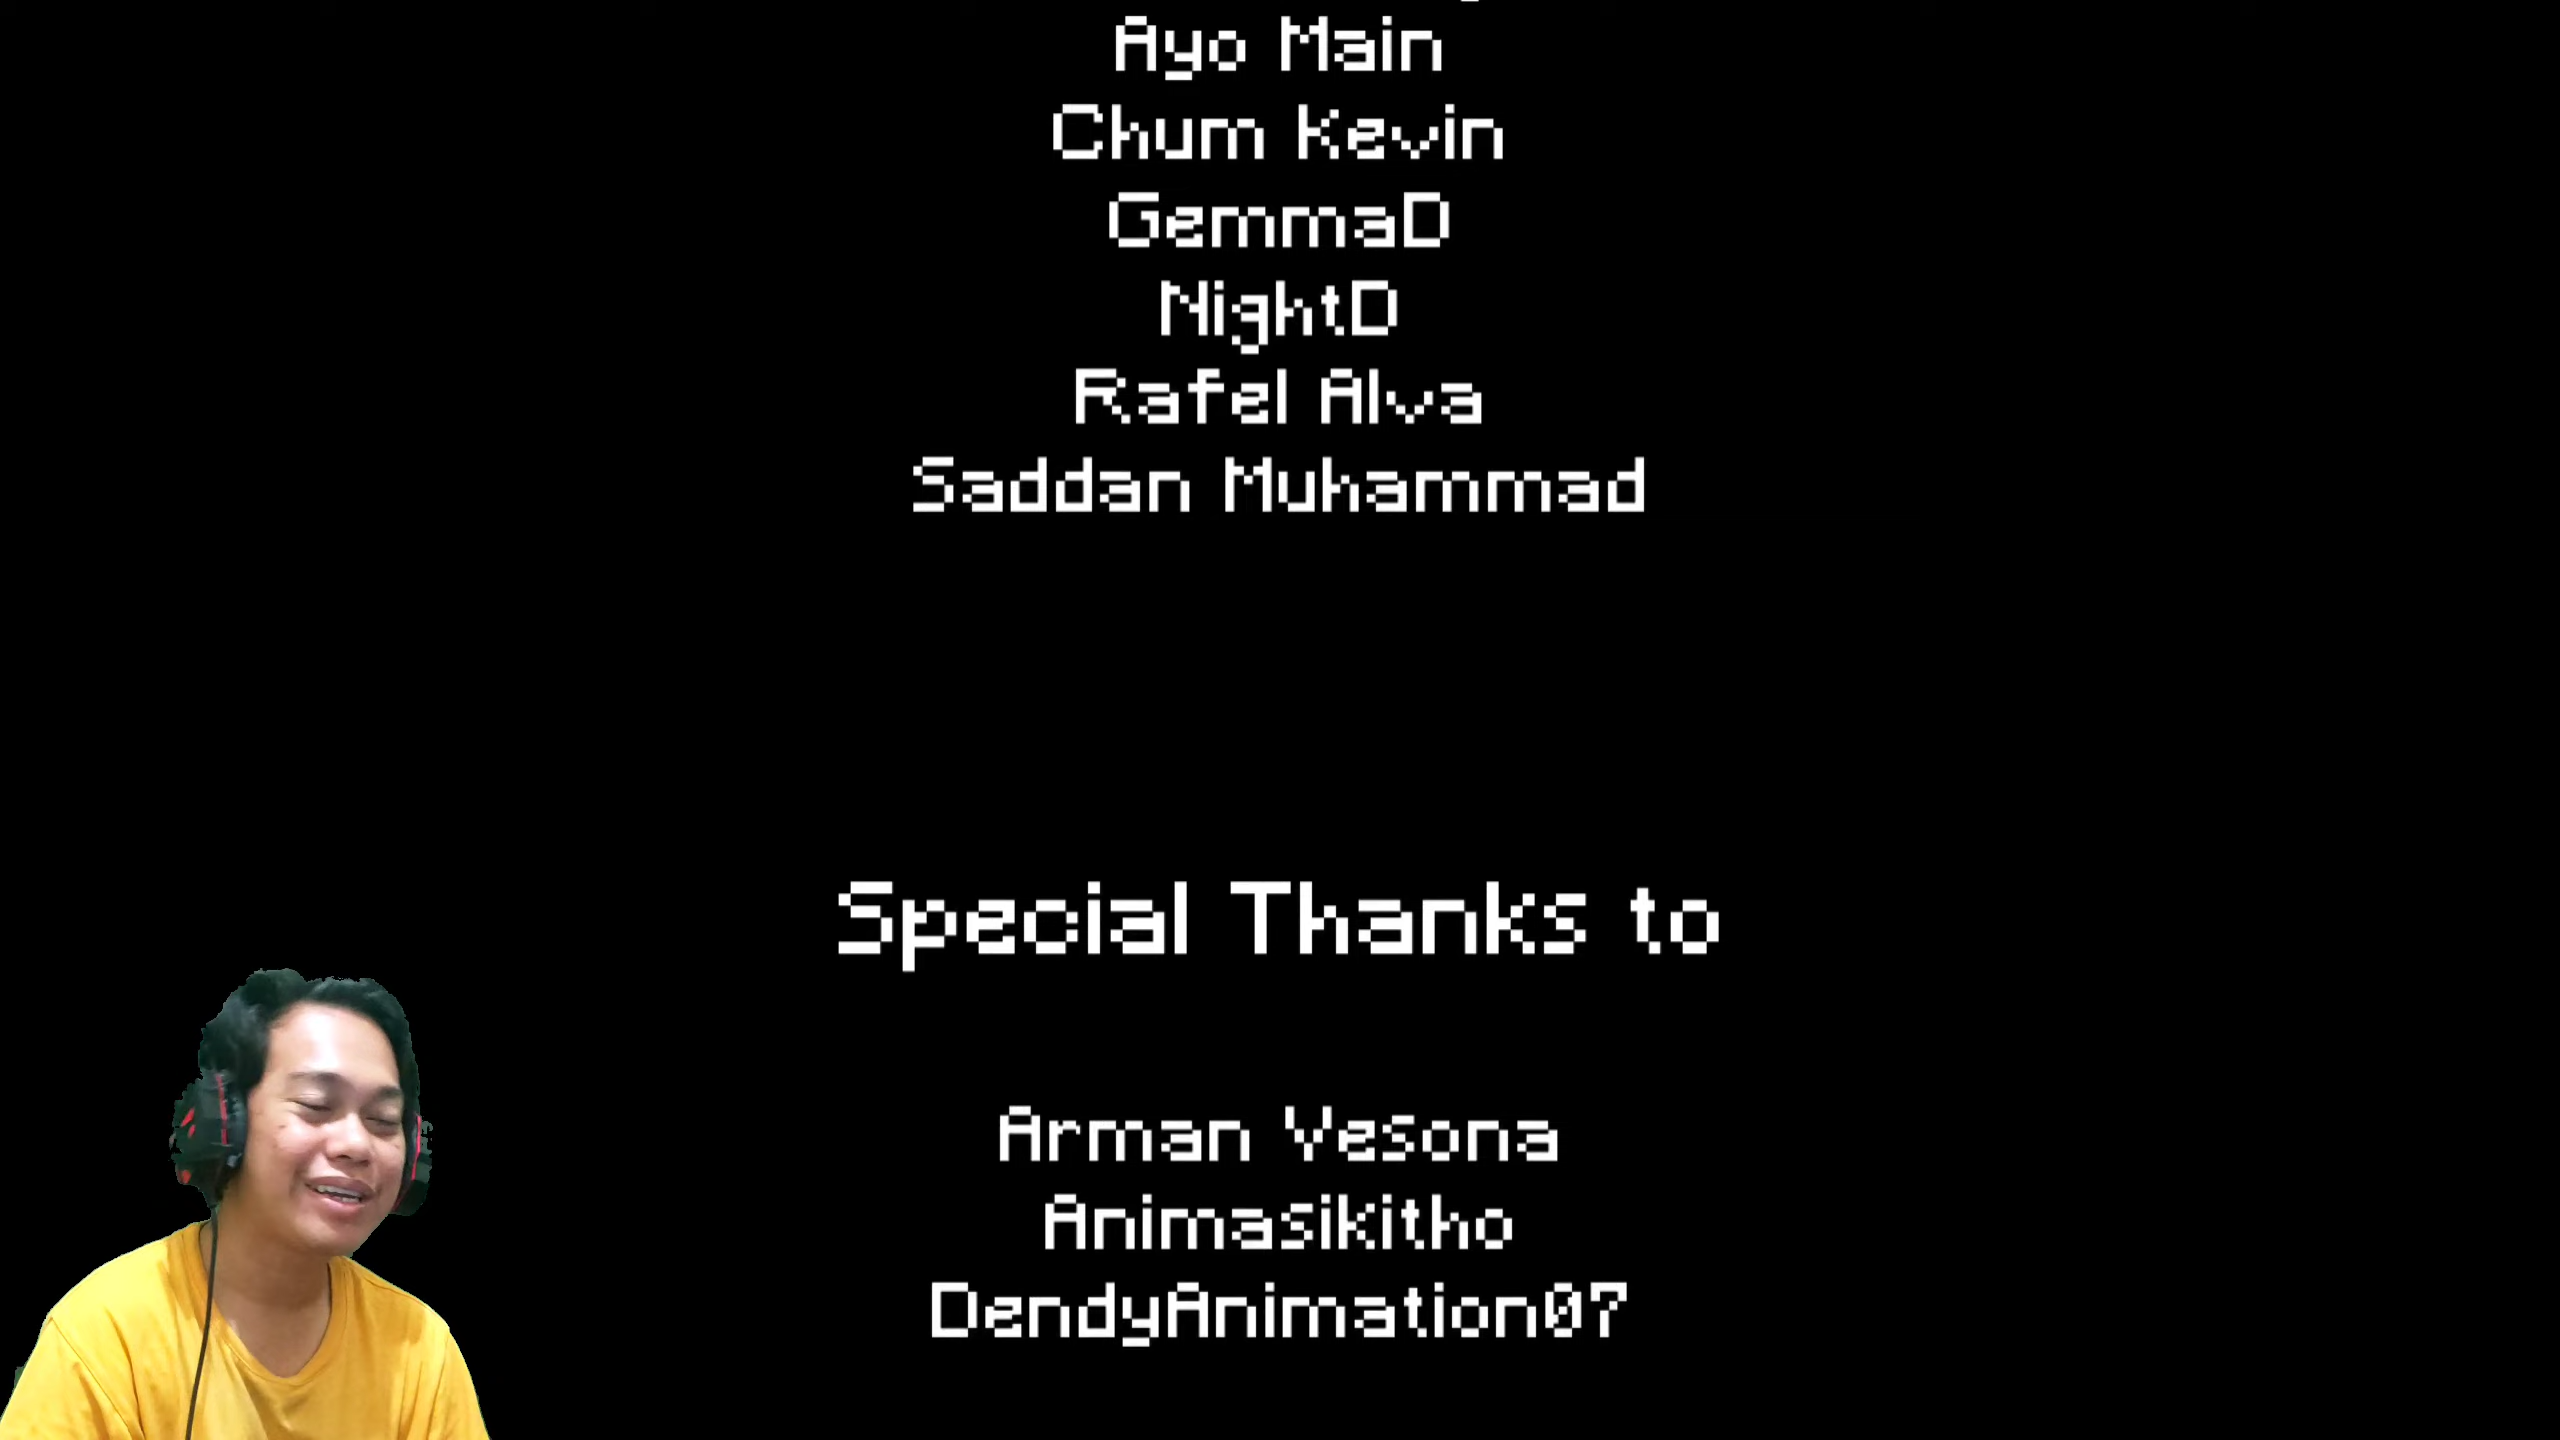 Ayo Main
Chum Kevin
GemmaD
NightD
Rafel Alva
Saddan Muhammad
Special Thanks to
Arman Vesona
Animasikitho
DendyAnimation07